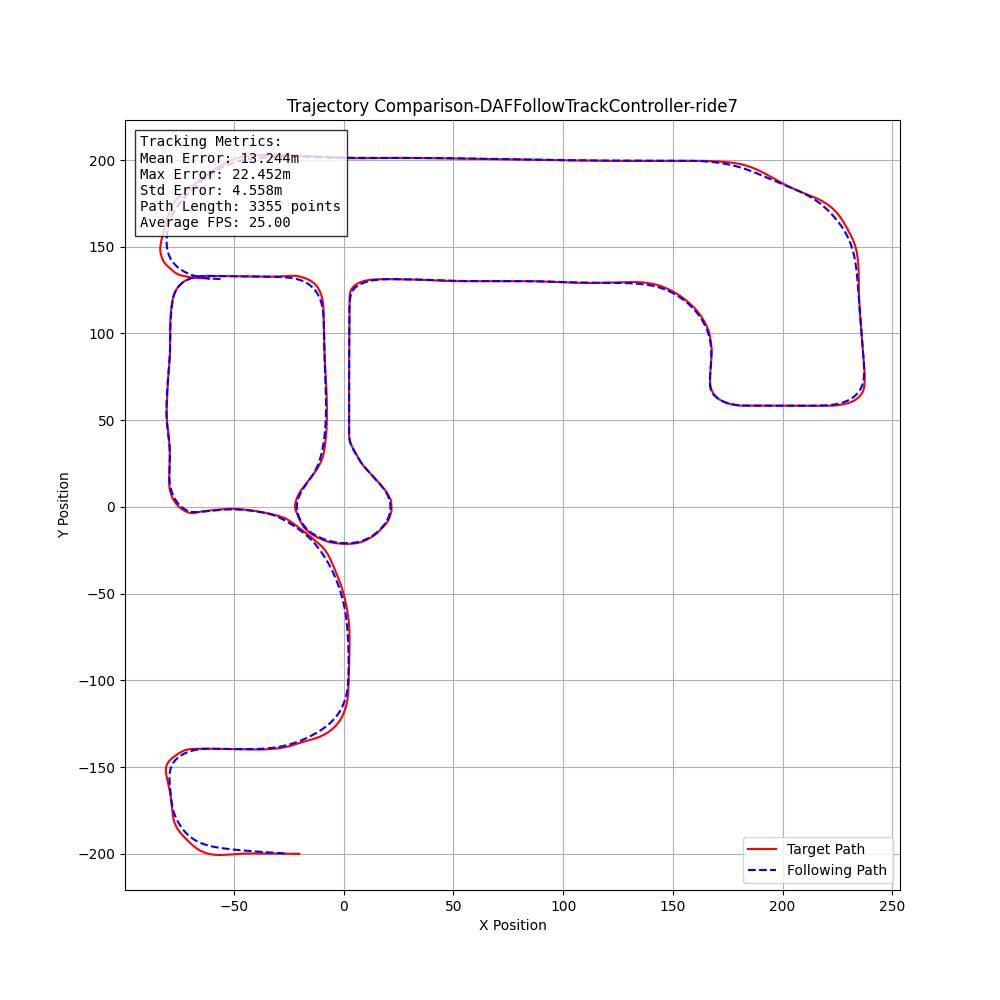 Trajectory Comparison-DAFFollowTrackController-ride7
Tracking Metrics:
Mean Error: 13.244m
Max Error: 22.452m
Std Error: 4.558m
Path Length: 3355 points
Average FPS: 25.00
Y Position
200
150
100
50
0
−50
−100
−150
−200
−50
0
50
100
150
200
250
X Position
Target Path
Following Path